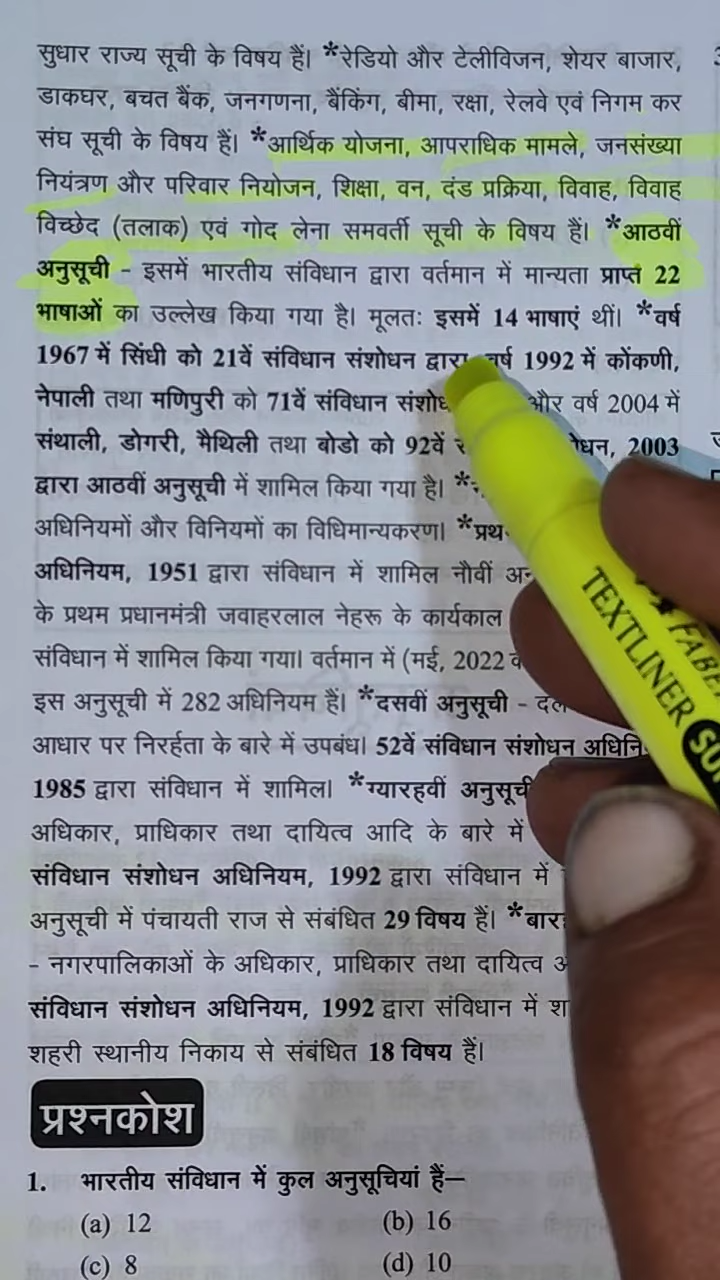 सुधार राज्य सूची के विषय हैं। *रेडियो और टेलीविजन, शेयर बाजार,
डाकघर, बचत बैंक, जनगणना, बैंकिंग, बीमा, रक्षा, रेलवे एवं निगम कर
संघ सूची के विषय हैं। *आर्थिक योजना, आपराधिक मामले, जनसंख्या
नियंत्रण और परिवार नियोजन, शिक्षा, वन, दंड प्रक्रिया, विवाह, विवाह
विच्छेद (तलाक) एवं गोद लेना समवर्ती सूची के विषय हैं। *आठवीं
अनुसूची - इसमें भारतीय संविधान द्वारा वर्तमान में मान्यता प्राप्त 22
भाषाओं का उल्लेख किया गया है। मूलतः इसमें 14 भाषाएं थीं। *वर्ष
1967 में सिंधी को 21वें संविधान संशोधन द्वारा वर्ष 1992 में कोंकणी,
नेपाली तथा मणिपुरी को 71वें संविधान और वर्ष 2004 में
संथाली, डोगरी, मैथिली तथा बोडो को 92वें 2003
द्वारा आठवीं अनुसूची में शामिल किया गया है। *
अधिनियमों और विनियमों का विधिमान्यकरण। *
अधिनियम, 1951 द्वारा संविधान में शामिल नौवीं
के प्रथम प्रधानमंत्री जवाहरलाल नेहरू के कार्यकाल
संविधान में शामिल किया गया। वर्तमान में (मई, 2022
इस अनुसूची में 282 अधिनियम हैं। *दसवीं अनुसूची -
आधार पर निरर्हता के बारे में उपबंध। 52वें संविधान संशोधन
1985 द्वारा संविधान में शामिल। *ग्यारहवीं
अधिकार, प्राधिकार तथा दायित्व आदि के बारे में
संविधान संशोधन अधिनियम, 1992 द्वारा संविधान में
अनुसूची में पंचायती राज से संबंधित 29 विषय हैं। *
- नगरपालिकाओं के अधिकार, प्राधिकार तथा दायित्व
संविधान संशोधन अधिनियम, 1992 द्वारा संविधान में
शहरी स्थानीय निकाय से संबंधित 18 विषय हैं।
प्रश्नकोश
1. भारतीय संविधान में कुल अनुसूचियां हैं—
(a) 12 (b) 16
(c) 8 (d) 10
TEXTLINER